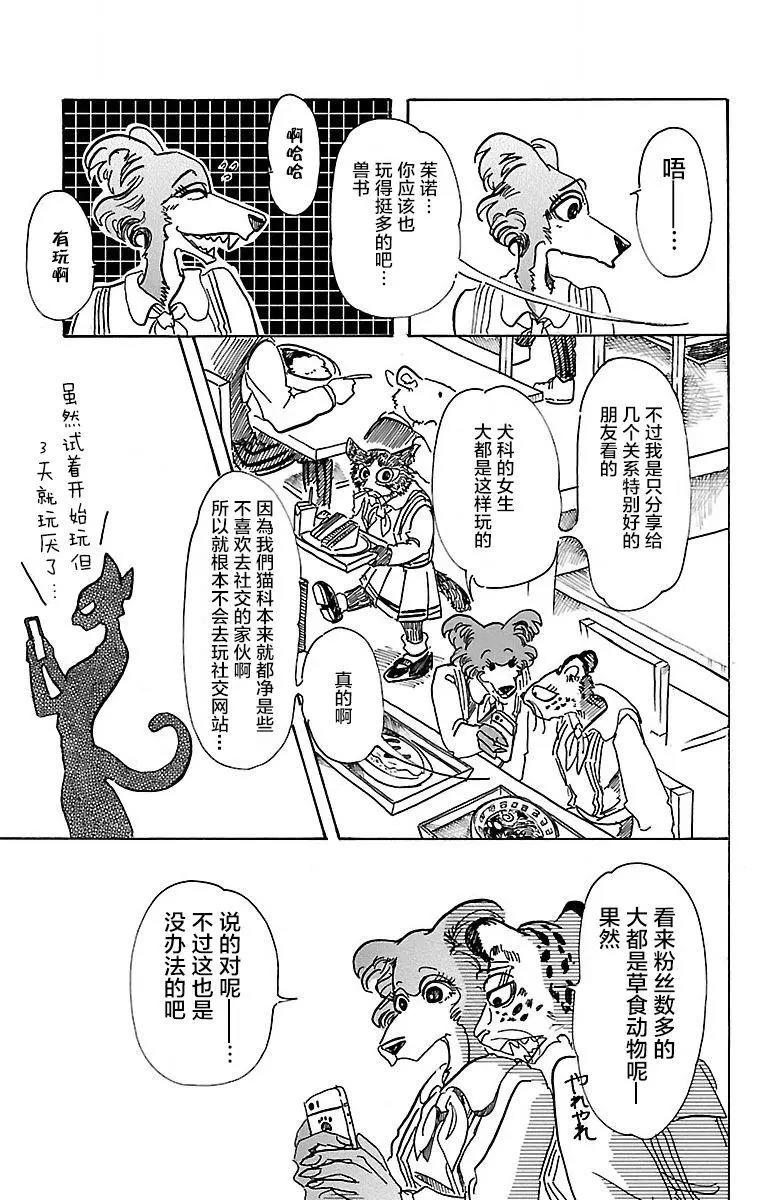 唔
——…
茱诺…
你应该也
玩得挺多的吧…
兽书
啊哈哈
有玩啊
不过我是只分享给
几个关系特别好的
朋友看的
犬科的女生
大都是这样玩的
真的啊
因為我們猫科本来就都净是些
不喜欢去社交的家伙啊
所以就根本不会去玩社交网站…
虽然试着开始玩但
3天就玩厌了…
看来粉丝数多的
大都是草食动物呢——
果然
やれやれ
说的对呢——…
不过这也是
没办法的吧